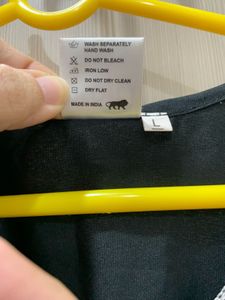 WASH SEPARATELY
HAND WASH
DO NOT BLEACH
IRON LOW
DO NOT DRY CLEAN
DRY FLAT
MADE IN INDIA
L